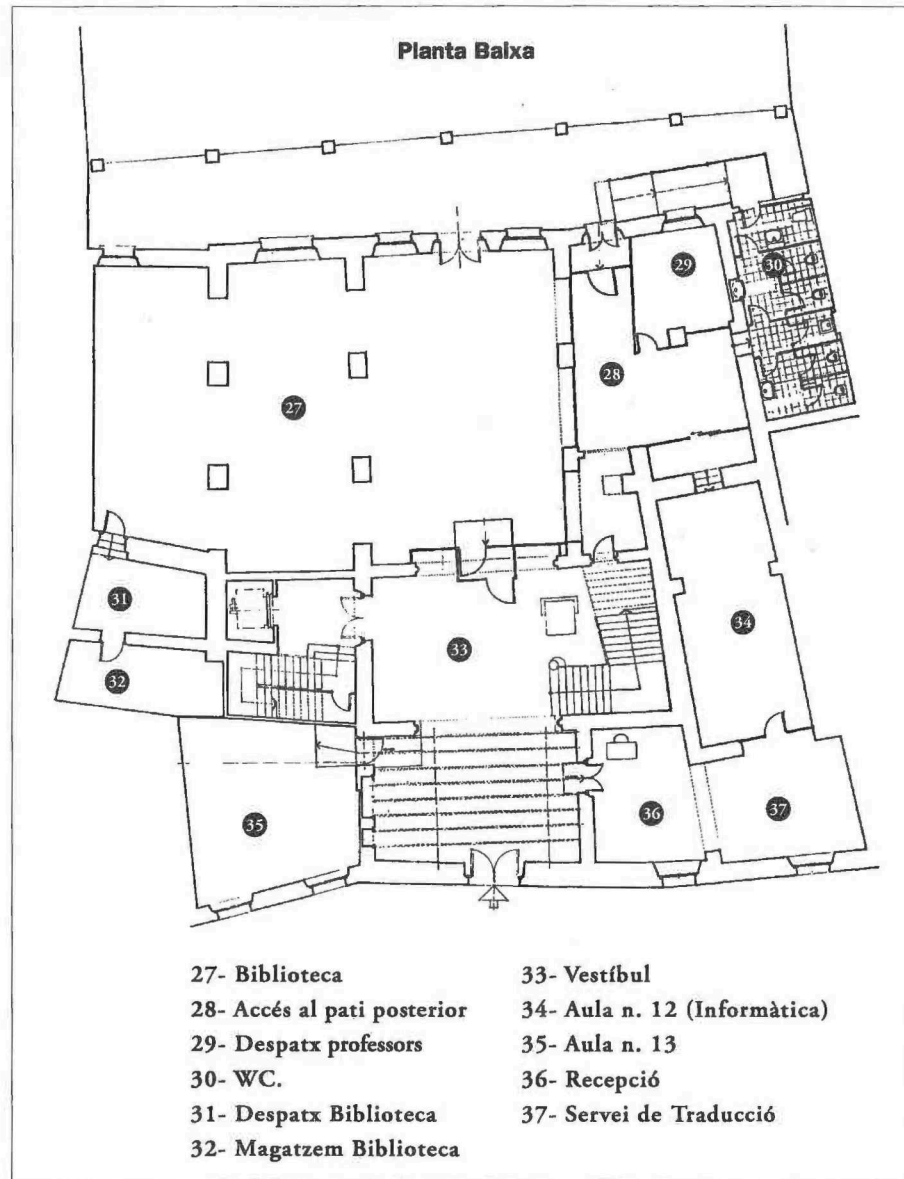 Planta Baixa
29
30
28
27
31
34
33
32
35
36
37
27- Biblioteca
28- Accés al pati posterior
29- Despatx professors
30- WC.
31- Despatx Biblioteca
32- Magatzem Biblioteca
33- Vestíbul
34- Aula n. 12 (Informàtica)
35- Aula n. 13
36- Recepció
37- Servei de Traducció